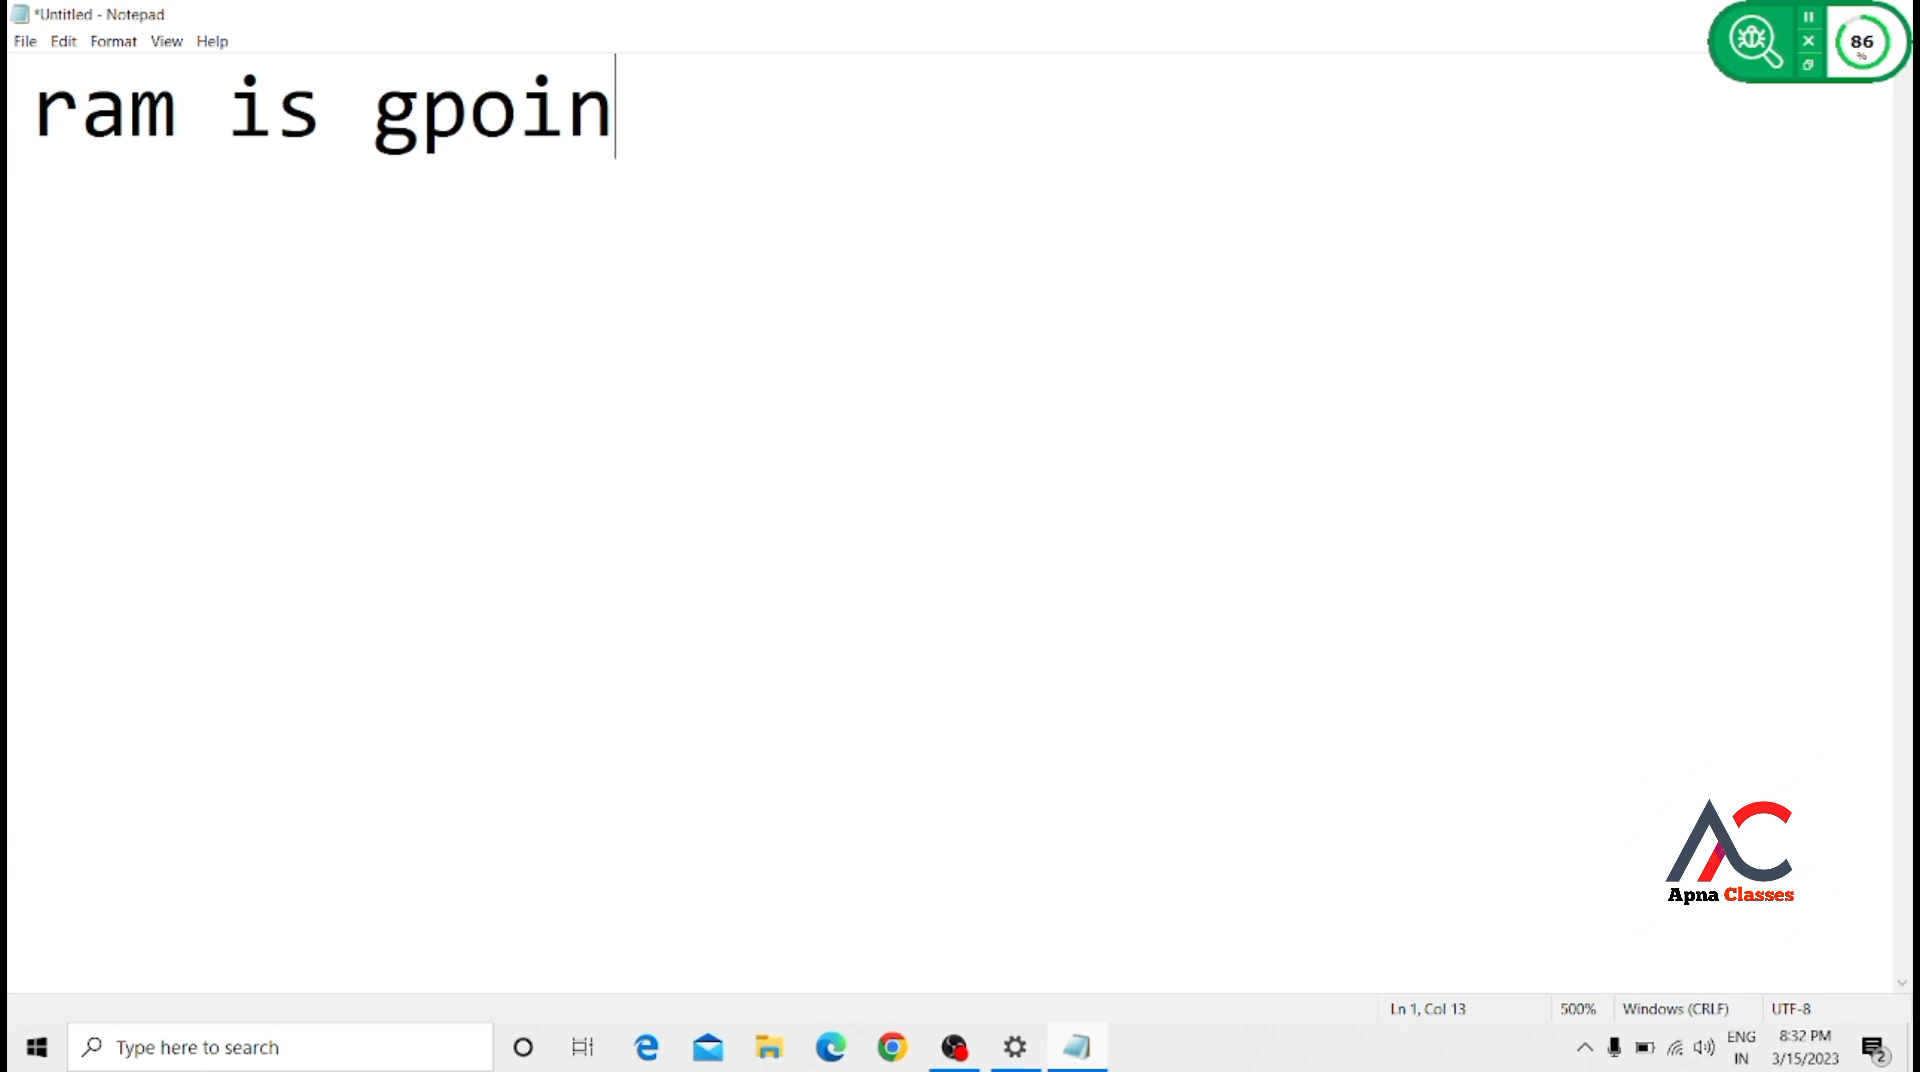 *Untitled - Notepad
File Edit Format View Help
86
%
ram is gpoin
Apna Classes
Ln 1, Col 13 500% Windows (CRLF) UTF-8
Type here to search
ENG
IN
8:32 PM
3/15/2023
2